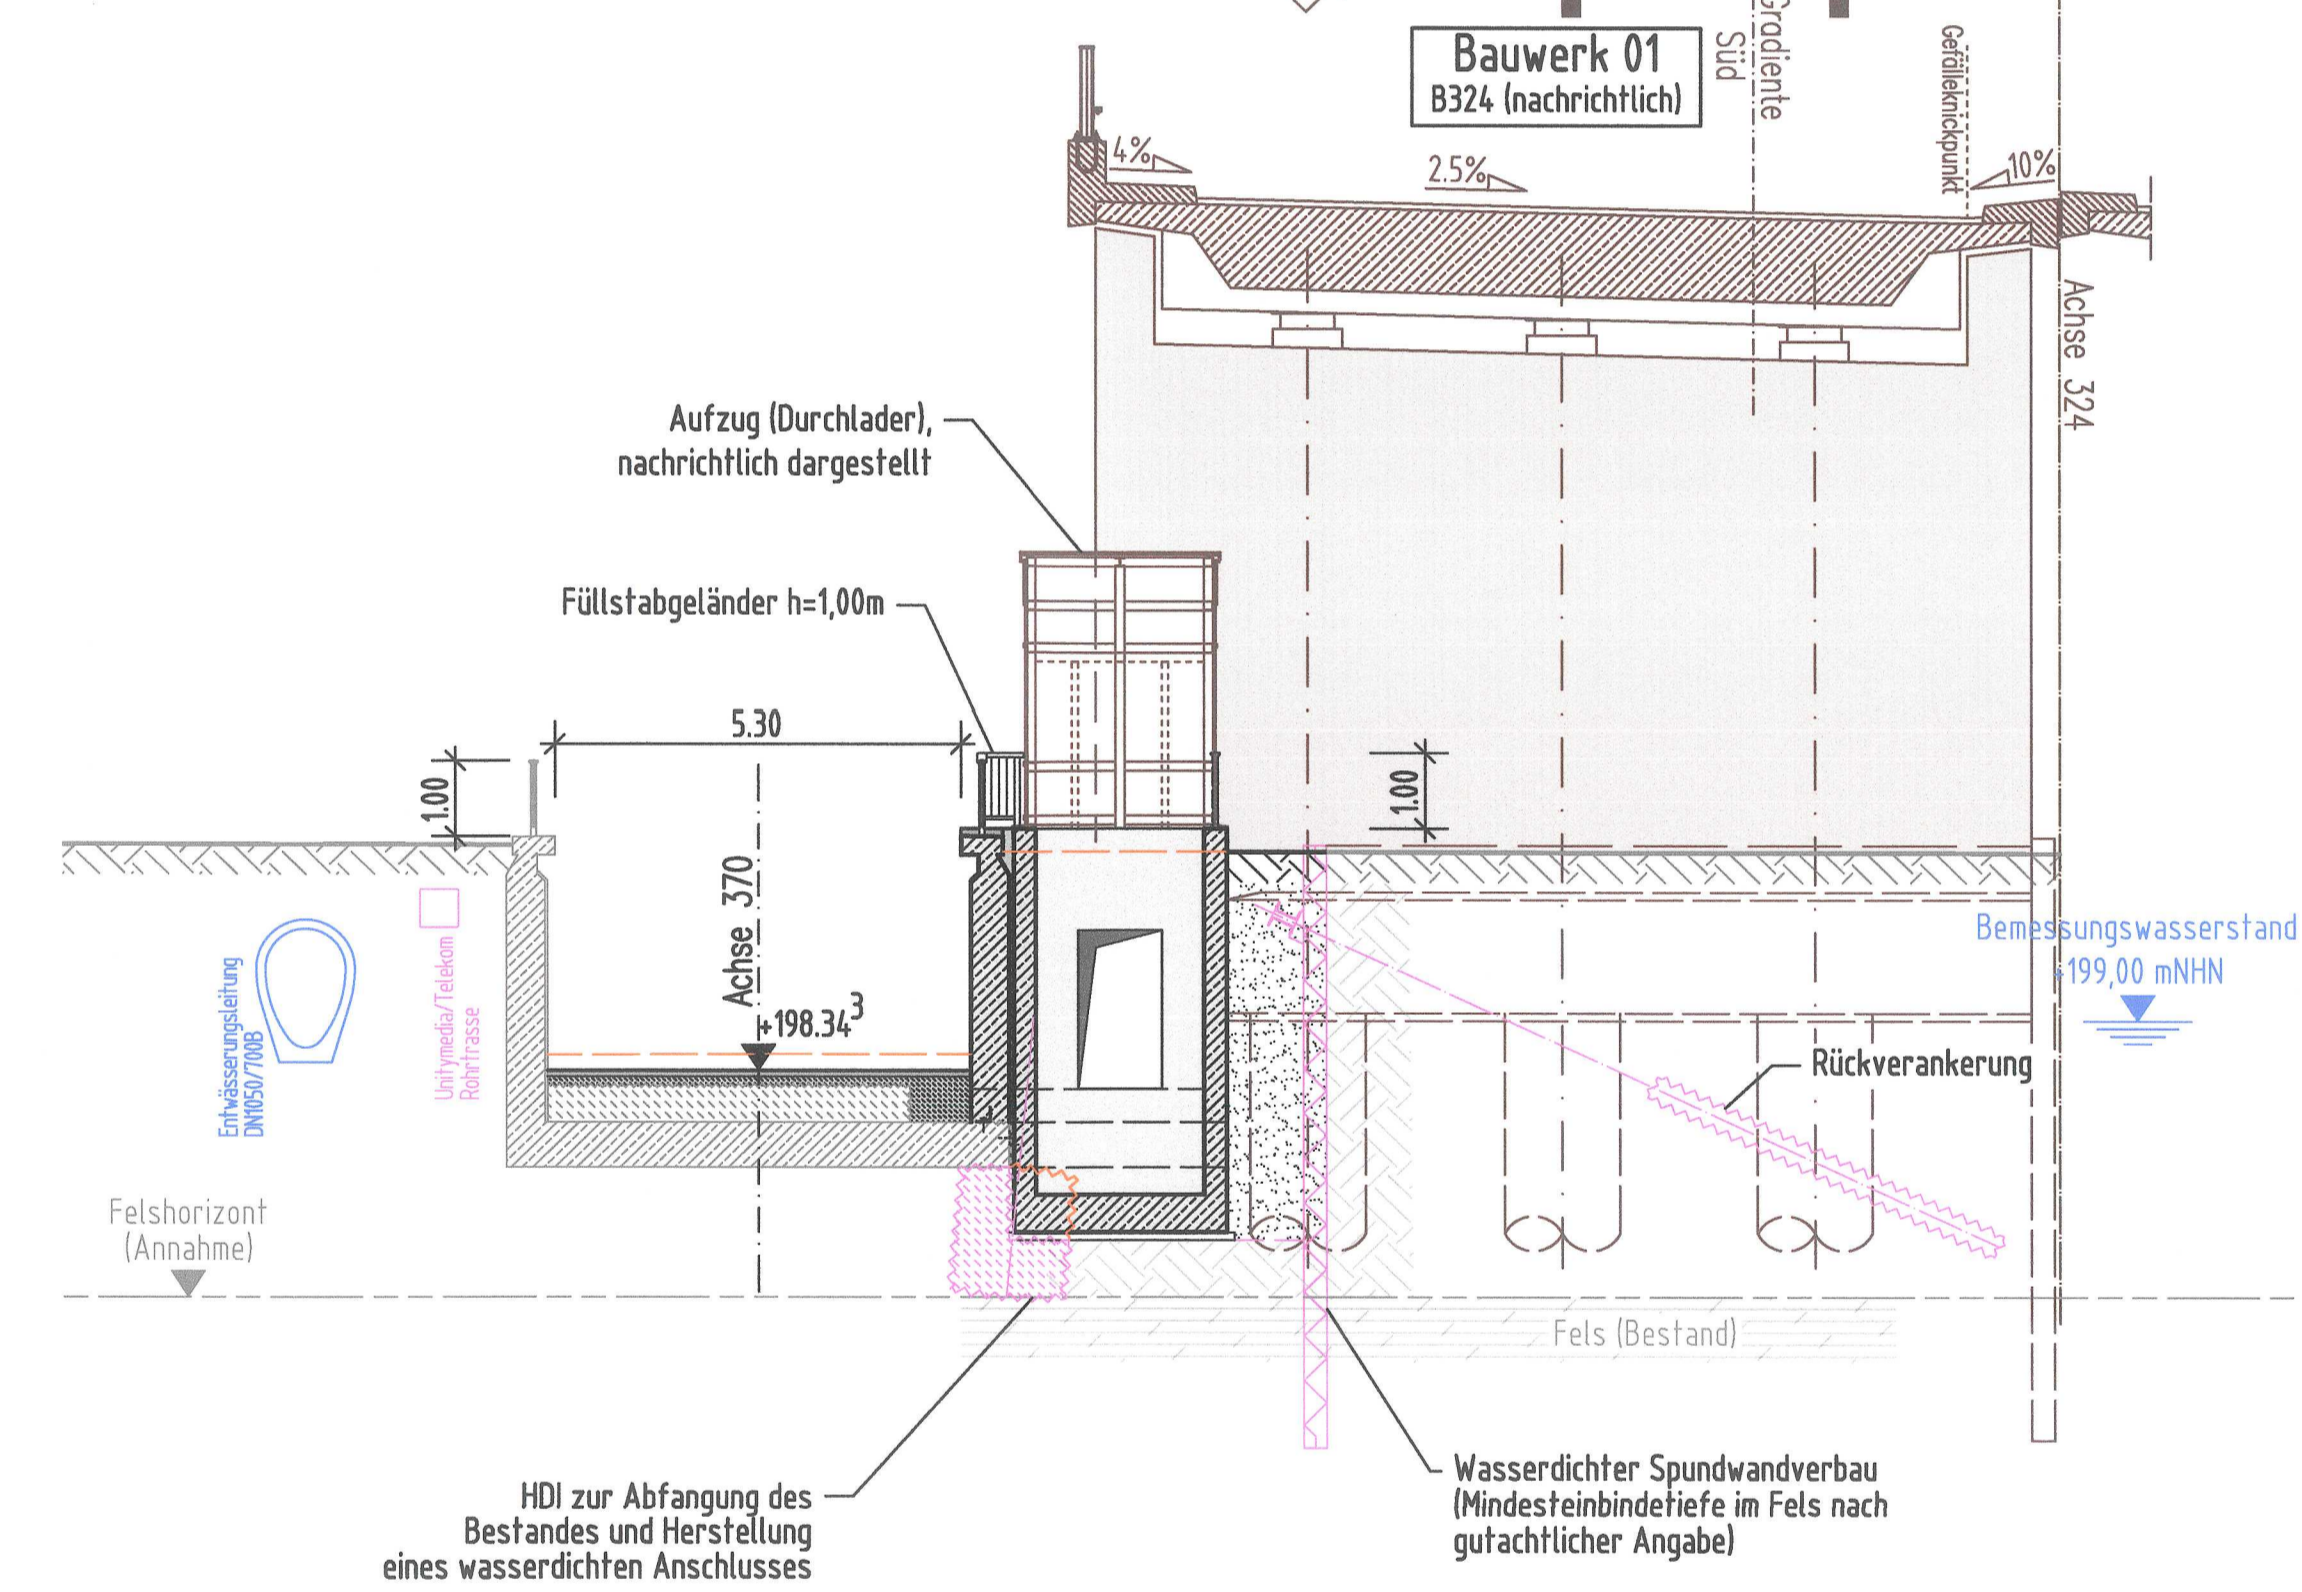 Bauwerk 01
B324 (nachrichtlich)
Gradiente
Süd
Gefälleknickpunkt
4%
2.5%
10%
Achse 324
Aufzug (Durchlader),
nachrichtlich dargestellt
Füllstabgeländer h=1,00m
5.30
1.00
1.00
Achse 370
+198.34³
Entwässerungsleitung
DN1050/700B
Unitymedia/Telekom
Rohrtrasse
Bemessungswasserstand
+199,00 mNHN
Rückverankerung
Felshorizont
(Annahme)
Fels (Bestand)
HDI zur Abfangung des
Bestandes und Herstellung
eines wasserdichten Anschlusses
Wasserdichter Spundwandverbau
(Mindesteinbindetiefe im Fels nach
gutachtlicher Angabe)